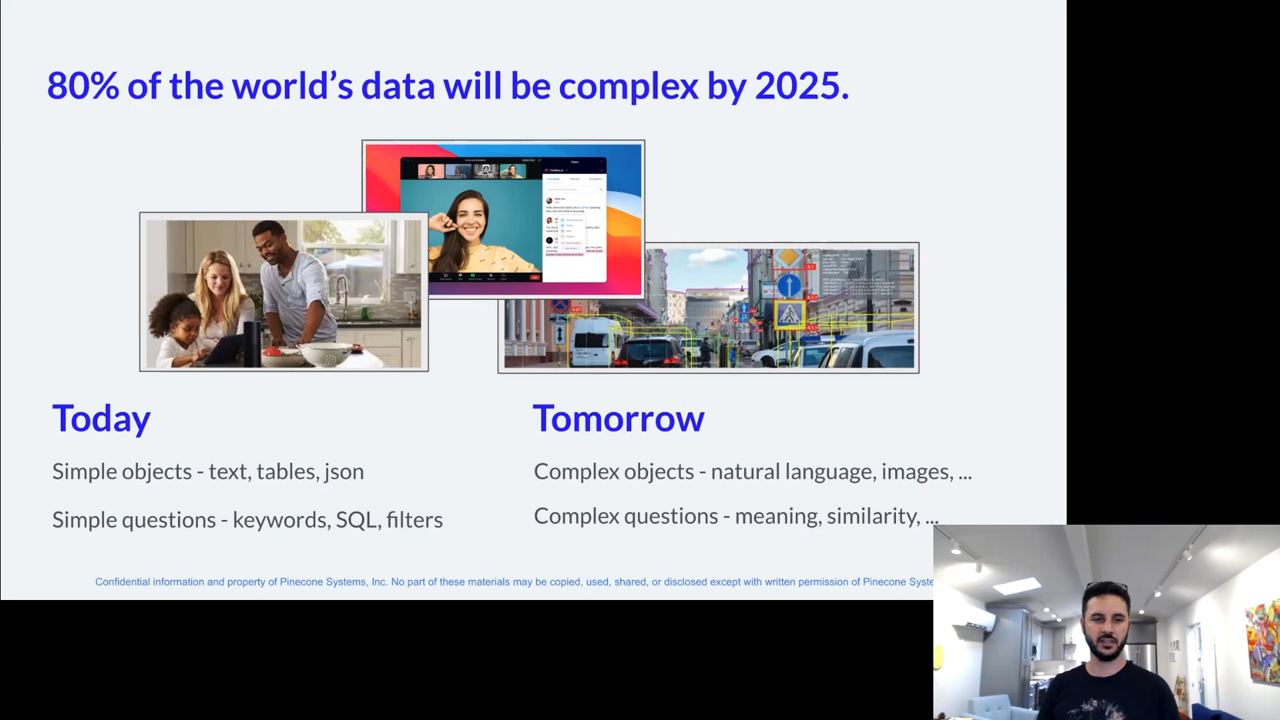 80% of the world's data will be complex by 2025.
Today
Simple objects - text, tables, json
Simple questions - keywords, SQL, filters
Tomorrow
Complex objects - natural language, images, ...
Complex questions - meaning, similarity, ...
Confidential information and property of Pinecone Systems, Inc. No part of these materials may be copied, used, shared, or disclosed except with written permission of Pinecone